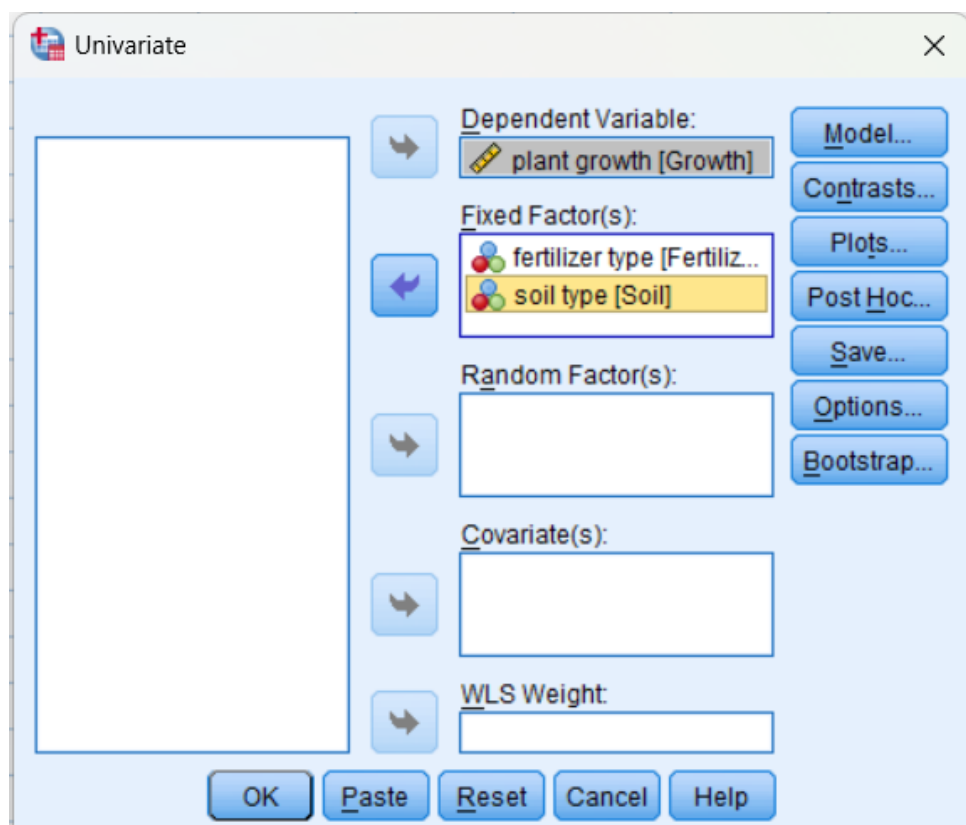 Univariate
Dependent Variable:
plant growth [Growth]
Fixed Factor(s):
fertilizer type [Fertiliz...
soil type [Soil]
Random Factor(s):
Covariate(s):
WLS Weight:
Model...
Contrasts...
Plots...
Post Hoc...
Save...
Options...
Bootstrap...
OK Paste Reset Cancel Help